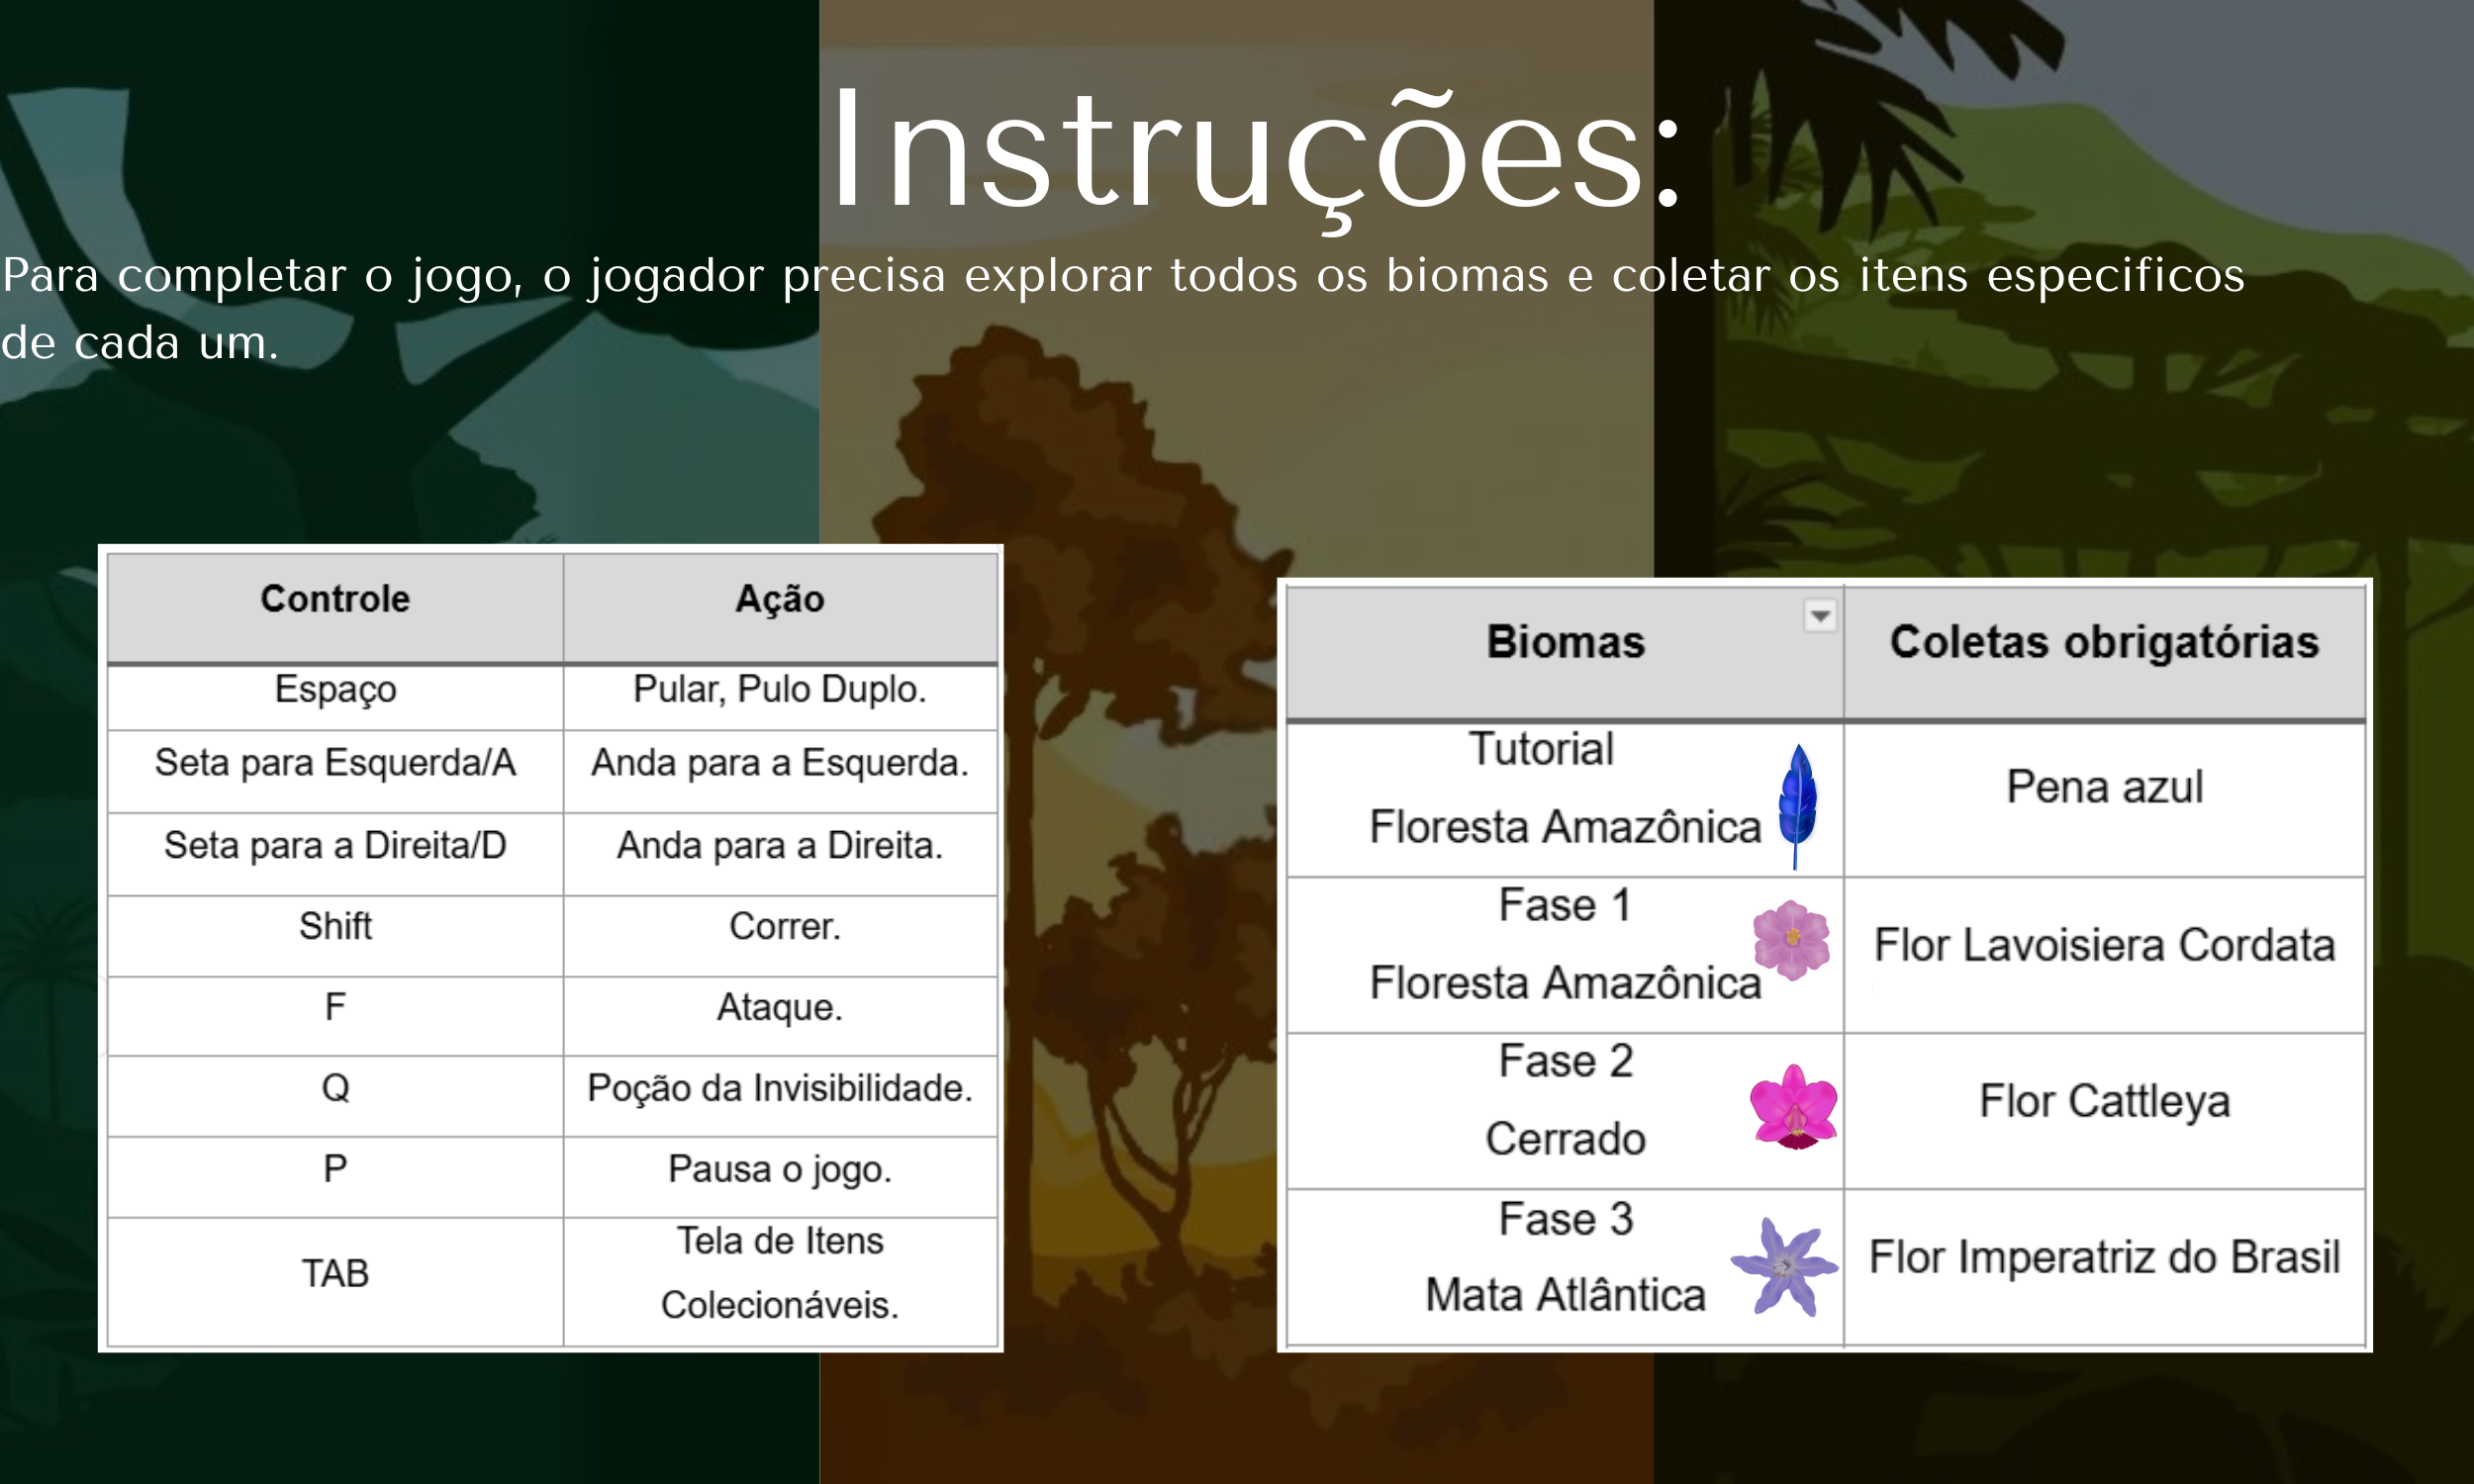 Instruções:
Para completar o jogo, o jogador precisa explorar todos os biomas e coletar os itens especificos
de cada um.
Controle Ação
Espaço Pular, Pulo Duplo.
Seta para Esquerda/A Anda para a Esquerda.
Seta para a Direita/D Anda para a Direita.
Shift Correr.
F Ataque.
Q Poção da Invisibilidade.
P Pausa o jogo.
TAB Tela de Itens
Colecionáveis.
Biomas Coletas obrigatórias
Tutorial
Floresta Amazônica
Pena azul
Fase 1
Floresta Amazônica
Flor Lavoisiera Cordata
Fase 2
Cerrado
Flor Cattleya
Fase 3
Mata Atlântica
Flor Imperatriz do Brasil